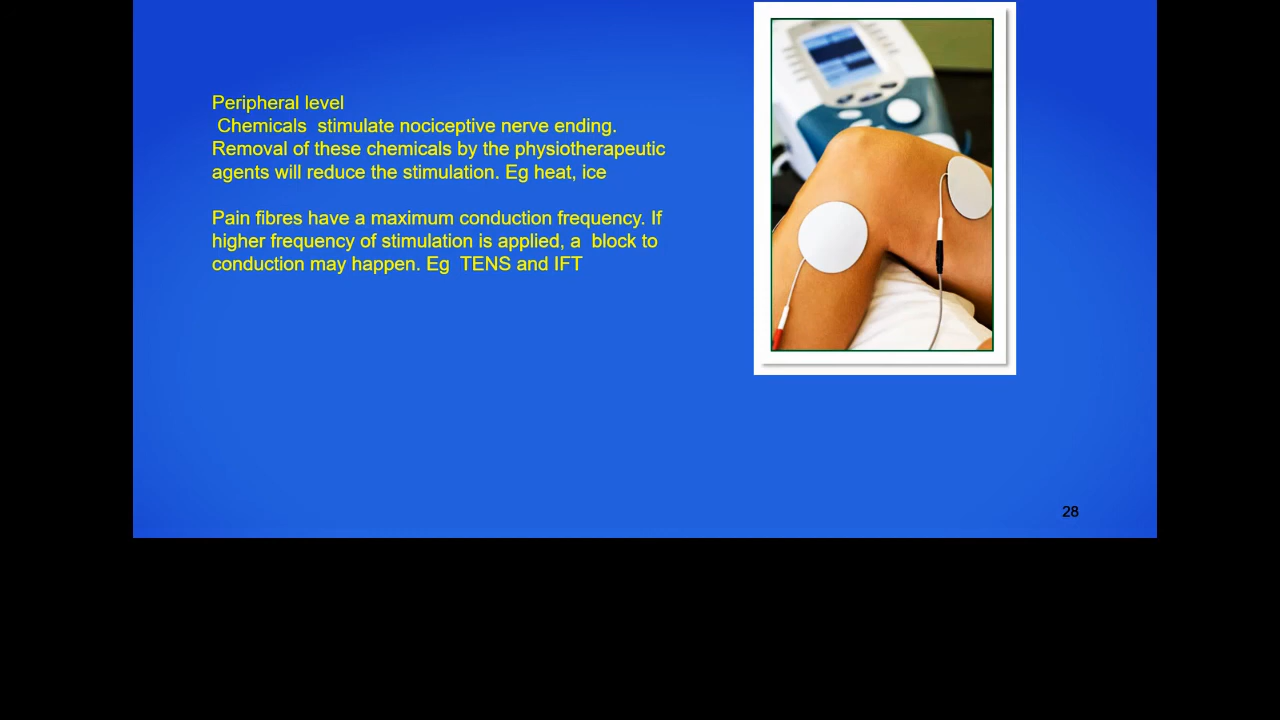 Peripheral level
Chemicals  stimulate nociceptive nerve ending.
Removal of these chemicals by the physiotherapeutic
agents will reduce the stimulation. Eg heat, ice
Pain fibres have a maximum conduction frequency. If
higher frequency of stimulation is applied, a  block to
conduction may happen. Eg  TENS and IFT
28